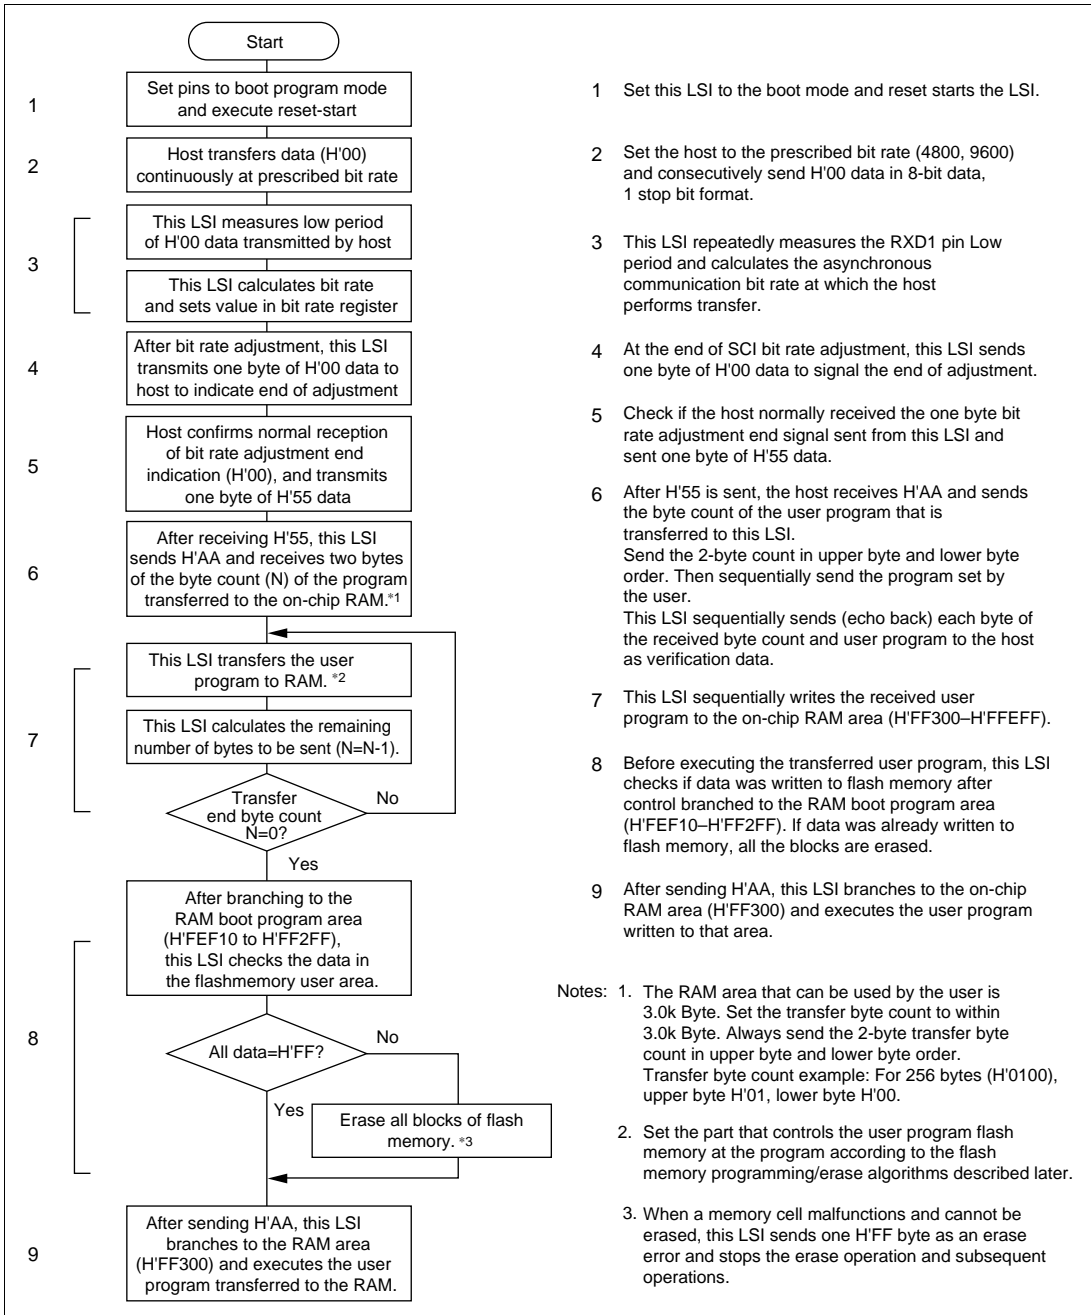 Start
1
Set pins to boot program mode
and execute reset-start
2
Host transfers data (H'00)
continuously at prescribed bit rate
3
This LSI measures low period
of H'00 data transmitted by host
This LSI calculates bit rate
and sets value in bit rate register
4
After bit rate adjustment, this LSI
transmits one byte of H'00 data to
host to indicate end of adjustment
5
Host confirms normal reception
of bit rate adjustment end
indication (H'00), and transmits
one byte of H'55 data
6
After receiving H'55, this LSI
sends H'AA and receives two bytes
of the byte count (N) of the program
transferred to the on-chip RAM.*1
7
This LSI transfers the user
program to RAM. *2
This LSI calculates the remaining
number of bytes to be sent (N=N-1).
Transfer
end byte count
N=0?
No
Yes
8
After branching to the
RAM boot program area
(H'FEF10 to H'FF2FF),
this LSI checks the data in
the flashmemory user area.
All data=H'FF?
No
Yes
Erase all blocks of flash
memory. *3
9
After sending H'AA, this LSI
branches to the RAM area
(H'FF300) and executes the user
program transferred to the RAM.
1 Set this LSI to the boot mode and reset starts the LSI.
2 Set the host to the prescribed bit rate (4800, 9600)
and consecutively send H'00 data in 8-bit data,
1 stop bit format.
3 This LSI repeatedly measures the RXD1 pin Low
period and calculates the asynchronous
communication bit rate at which the host
performs transfer.
4 At the end of SCI bit rate adjustment, this LSI sends
one byte of H'00 data to signal the end of adjustment.
5 Check if the host normally received the one byte bit
rate adjustment end signal sent from this LSI and
sent one byte of H'55 data.
6 After H'55 is sent, the host receives H'AA and sends
the byte count of the user program that is
transferred to this LSI.
Send the 2-byte count in upper byte and lower byte
order. Then sequentially send the program set by
the user.
This LSI sequentially sends (echo back) each byte of
the received byte count and user program to the host
as verification data.
7 This LSI sequentially writes the received user
program to the on-chip RAM area (H'FF300–H'FFEFF).
8 Before executing the transferred user program, this LSI
checks if data was written to flash memory after
control branched to the RAM boot program area
(H'FEF10–H'FF2FF). If data was already written to
flash memory, all the blocks are erased.
9 After sending H'AA, this LSI branches to the on-chip
RAM area (H'FF300) and executes the user program
written to that area.
Notes: 1. The RAM area that can be used by the user is
3.0k Byte. Set the transfer byte count to within
3.0k Byte. Always send the 2-byte transfer byte
count in upper byte and lower byte order.
Transfer byte count example: For 256 bytes (H'0100),
upper byte H'01, lower byte H'00.
2. Set the part that controls the user program flash
memory at the program according to the flash
memory programming/erase algorithms described later.
3. When a memory cell malfunctions and cannot be
erased, this LSI sends one H'FF byte as an erase
error and stops the erase operation and subsequent
operations.